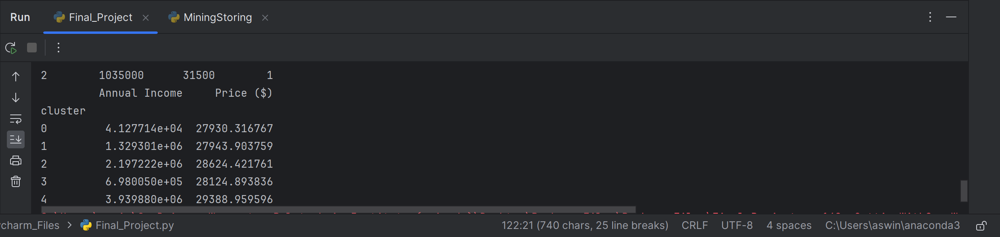 Run Final_Project MiningStoring
2 1035000 31500 1
Annual Income Price ($)
cluster
0 4.127714e+04 27930.316767
1 1.329301e+06 27943.903759
2 2.197222e+06 28624.421761
3 6.980050e+05 28124.893836
4 3.939880e+06 29388.959596
charm_Files > Final_Project.py 122:21 (740 chars, 25 line breaks) CRLF UTF-8 4 spaces C:\Users\aswin\anaconda3